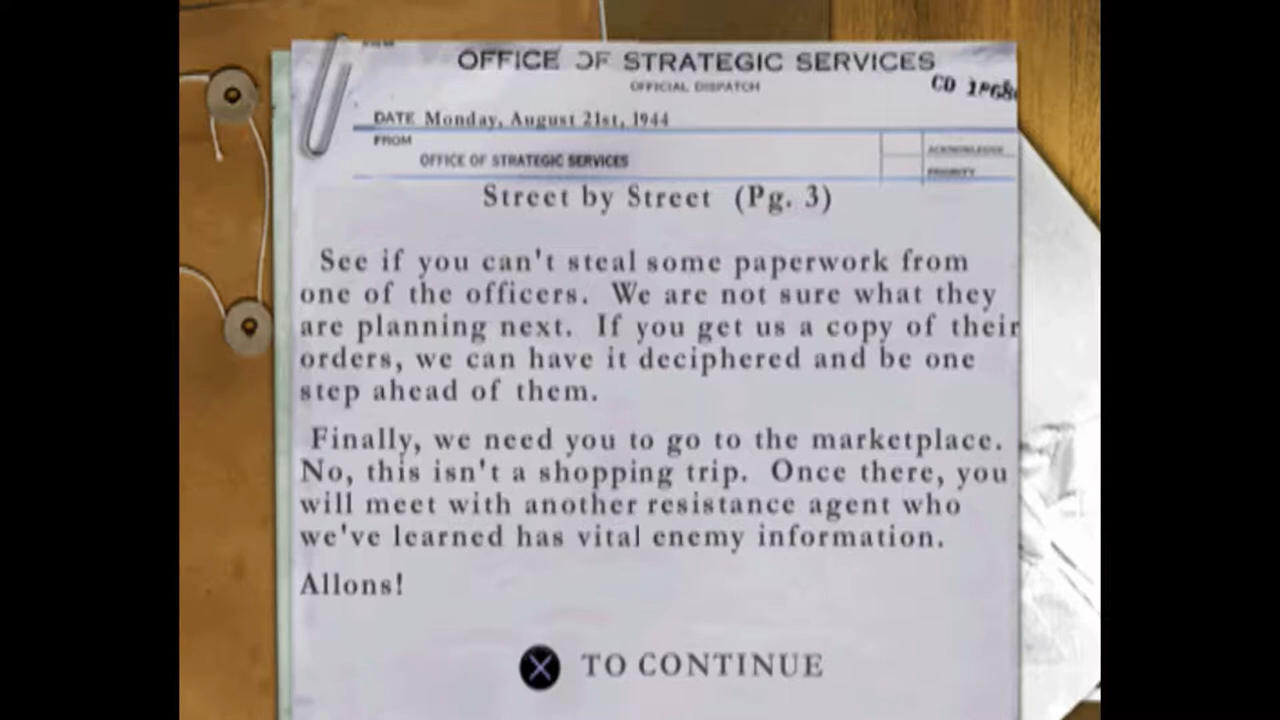 OFFICE OF STRATEGIC SERVICES
OFFICIAL DISPATCH
DATE Monday, August 21st, 1944
FROM
OFFICE OF STRATEGIC SERVICES
ACKNOWLEDGE
PRIORITY
Street by Street (Pg. 3)
See if you can't steal some paperwork from
one of the officers. We are not sure what they
are planning next. If you get us a copy of their
orders, we can have it deciphered and be one
step ahead of them.
Finally, we need you to go to the marketplace.
No, this isn't a shopping trip. Once there, you
will meet with another resistance agent who
we've learned has vital enemy information.
Allons!
TO CONTINUE